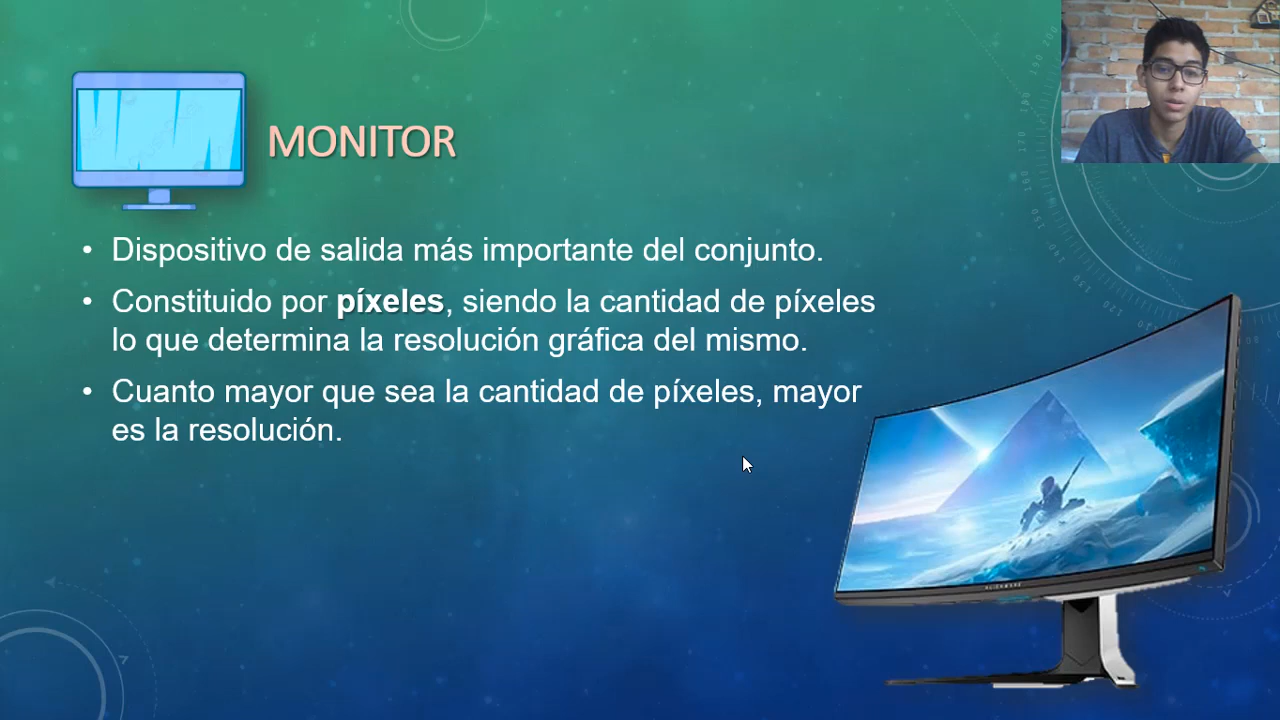 MONITOR
• Dispositivo de salida más importante del conjunto.
• Constituido por píxeles, siendo la cantidad de píxeles
lo que determina la resolución gráfica del mismo.
• Cuanto mayor que sea la cantidad de píxeles, mayor
es la resolución.
ALIENWARE